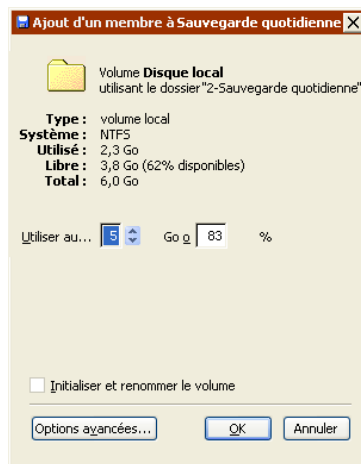 Ajout d'un membre à Sauvegarde quotidienne
Volume Disque local
utilisant le dossier"2-Sauvegarde quotidienne"
Type : volume local
Système : NTFS
Utilisé : 2,3 Go
Libre : 3,8 Go (62% disponibles)
Total : 6,0 Go
Utiliser au... 5 Go o 83 %
Initialiser et renommer le volume
Options avancées... OK Annuler